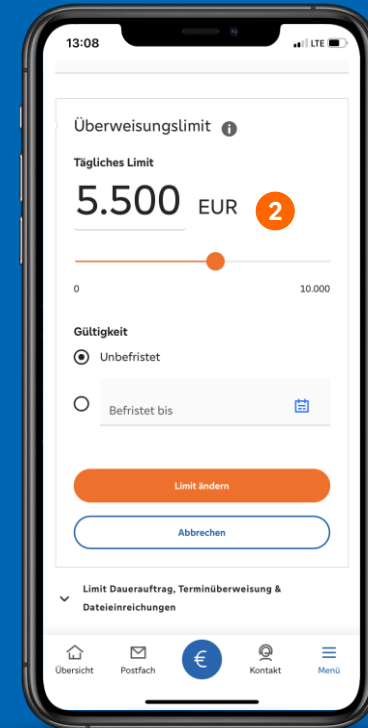 13:08
LTE
Überweisungslimit
Tägliches Limit
5.500 EUR
2
0 10.000
Gültigkeit
Unbefristet
Befristet bis
Limit ändern
Abbrechen
Limit Dauerauftrag, Terminüberweisung &
Dateieinreichungen
€
Übersicht Postfach Kontakt Menü